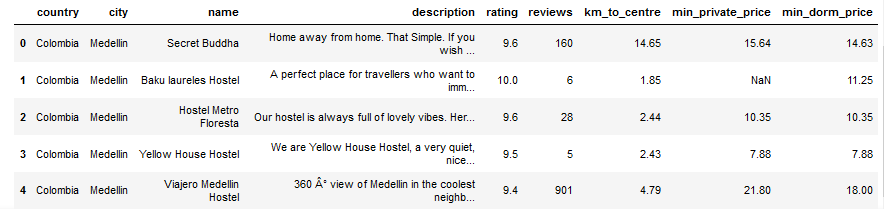 country city name description rating reviews km_to_centre min_private_price min_dorm_price
0 Colombia Medellin Secret Buddha Home away from home. That Simple. If you wish ... 9.6 160 14.65 15.64 14.63
1 Colombia Medellin Baku laureles Hostel A perfect place for travellers who want to imm... 10.0 6 1.85 NaN 11.25
2 Colombia Medellin Hostel Metro Floresta Our hostel is always full of lovely vibes. Her... 9.6 28 2.44 10.35 10.35
3 Colombia Medellin Yellow House Hostel We are Yellow House Hostel, a very quiet, nice... 9.5 5 2.43 7.88 7.88
4 Colombia Medellin Viajero Medellin Hostel 360 Â° view of Medellin in the coolest neighb... 9.4 901 4.79 21.80 18.00